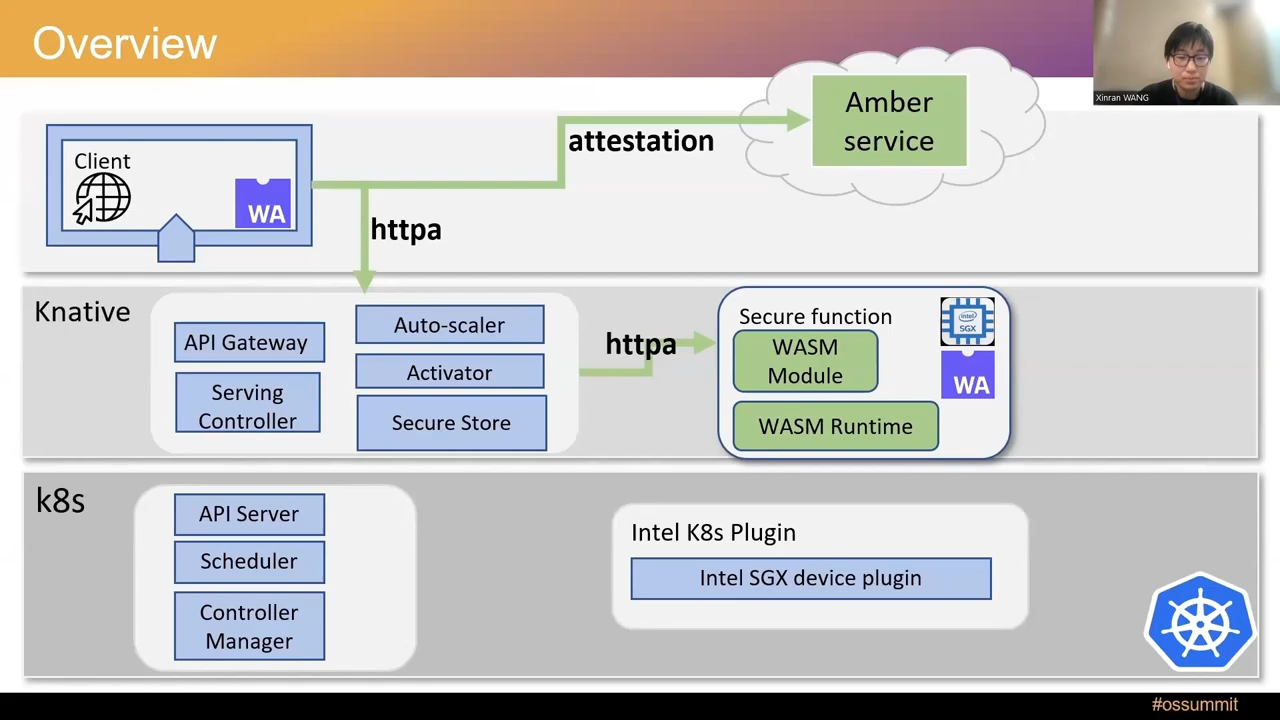 Overview
Xinran WANG
Amber
service
attestation
Client
WA
httpa
Knative
API Gateway
Serving
Controller
Auto-scaler
Activator
Secure Store
httpa
Secure function
WASM
Module
WASM Runtime
intel
SGX
WA
k8s
API Server
Scheduler
Controller
Manager
Intel K8s Plugin
Intel SGX device plugin
#ossummit